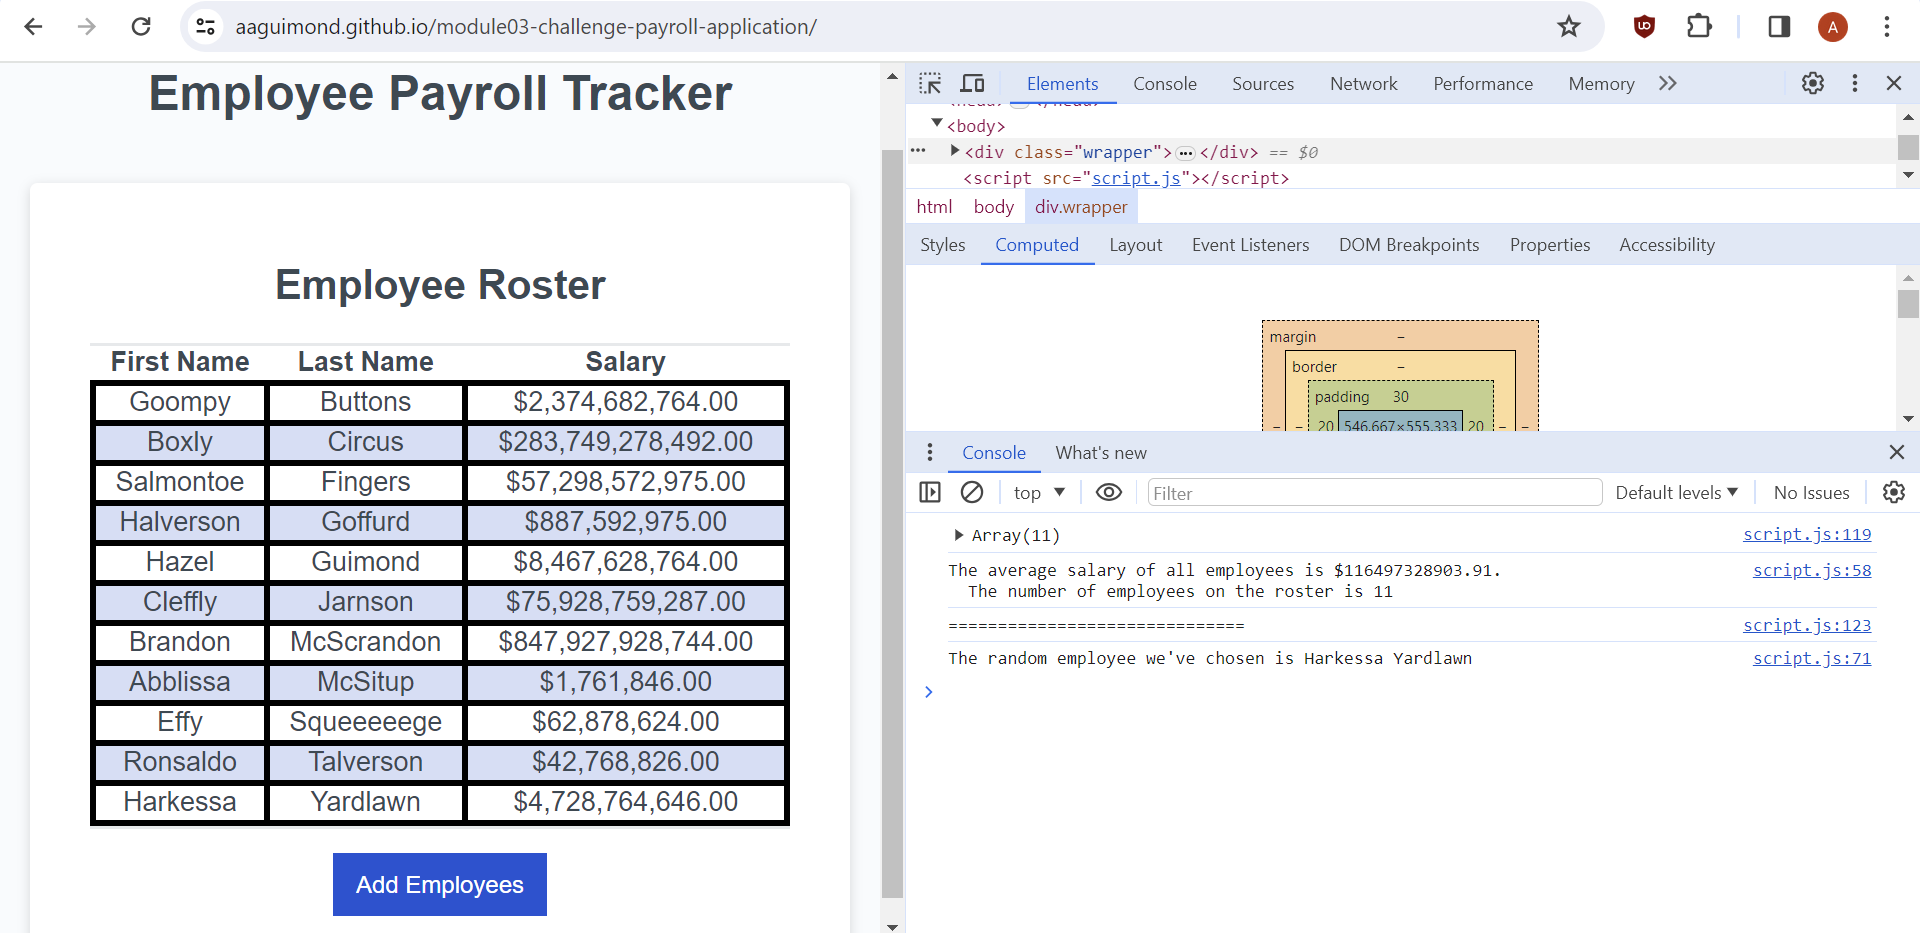 aaguimond.github.io/module03-challenge-payroll-application/
A
Employee Payroll Tracker
Employee Roster
First Name Last Name Salary
Goompy Buttons $2,374,682,764.00
Boxly Circus $283,749,278,492.00
Salmontoe Fingers $57,298,572,975.00
Halverson Goffurd $887,592,975.00
Hazel Guimond $8,467,628,764.00
Cleffly Jarnson $75,928,759,287.00
Brandon McScrandon $847,927,928,744.00
Abblissa McSitup $1,761,846.00
Effy Squeeeeege $62,878,624.00
Ronsaldo Talverson $42,768,826.00
Harkessa Yardlawn $4,728,764,646.00
Add Employees
Elements Console Sources Network Performance Memory
<body>
<div class="wrapper"> … </div> == $0
<script src="script.js"></script>
html body div.wrapper
Styles Computed Layout Event Listeners DOM Breakpoints Properties Accessibility
margin –
border –
padding 30
– – 20 546.667×555.333 20 – –
Console What's new
top Filter Default levels No Issues
Array(11) script.js:119
The average salary of all employees is $116497328903.91. script.js:58
The number of employees on the roster is 11
============================== script.js:123
The random employee we've chosen is Harkessa Yardlawn script.js:71